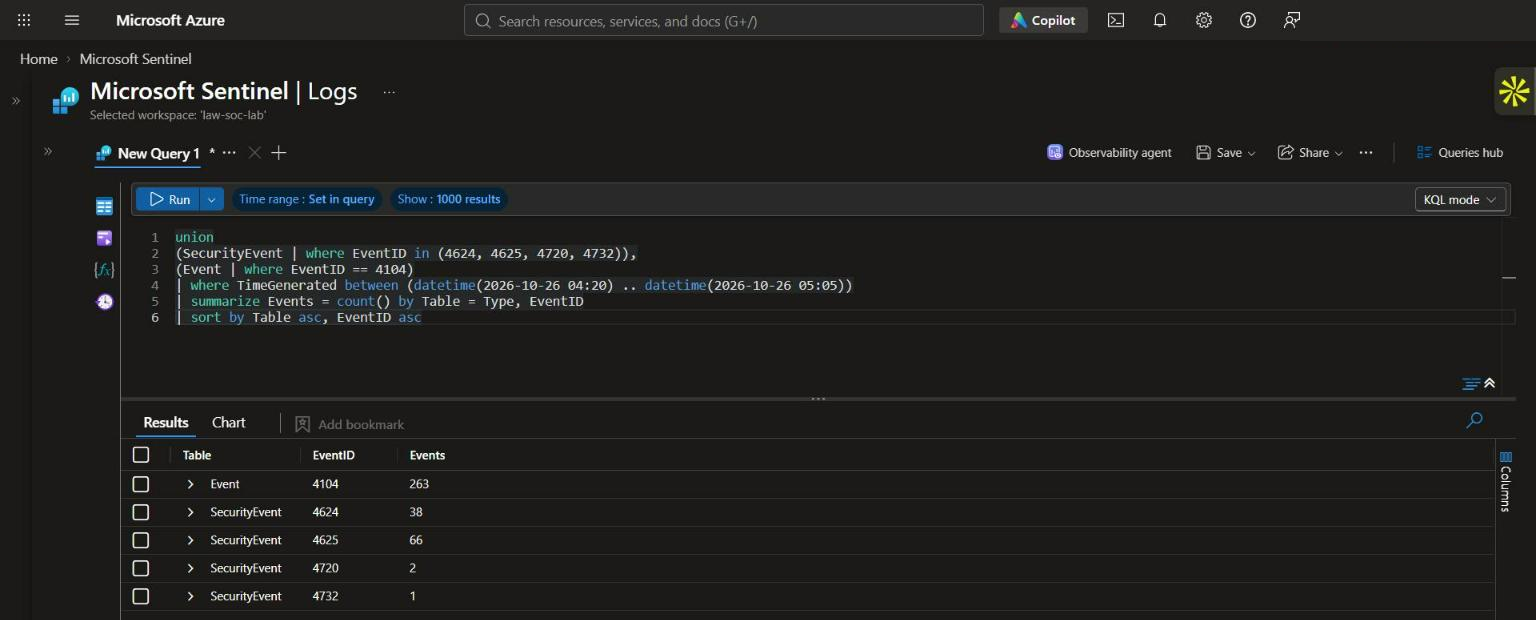 Microsoft Azure
Search resources, services, and docs (G+/)
Copilot
Home > Microsoft Sentinel
Microsoft Sentinel | Logs ...
Selected workspace: 'law-soc-lab'
New Query 1 * ...
Observability agent
Save
Share
...
Queries hub
Run
Time range : Set in query
Show : 1000 results
KQL mode
{fx}
1 union
2 (SecurityEvent | where EventID in (4624, 4625, 4720, 4732)),
3 (Event | where EventID == 4104)
4 | where TimeGenerated between (datetime(2026-10-26 04:20) .. datetime(2026-10-26 05:05))
5 | summarize Events = count() by Table = Type, EventID
6 | sort by Table asc, EventID asc
Results Chart Add bookmark
Table EventID Events
Event 4104 263
SecurityEvent 4624 38
SecurityEvent 4625 66
SecurityEvent 4720 2
SecurityEvent 4732 1
Columns